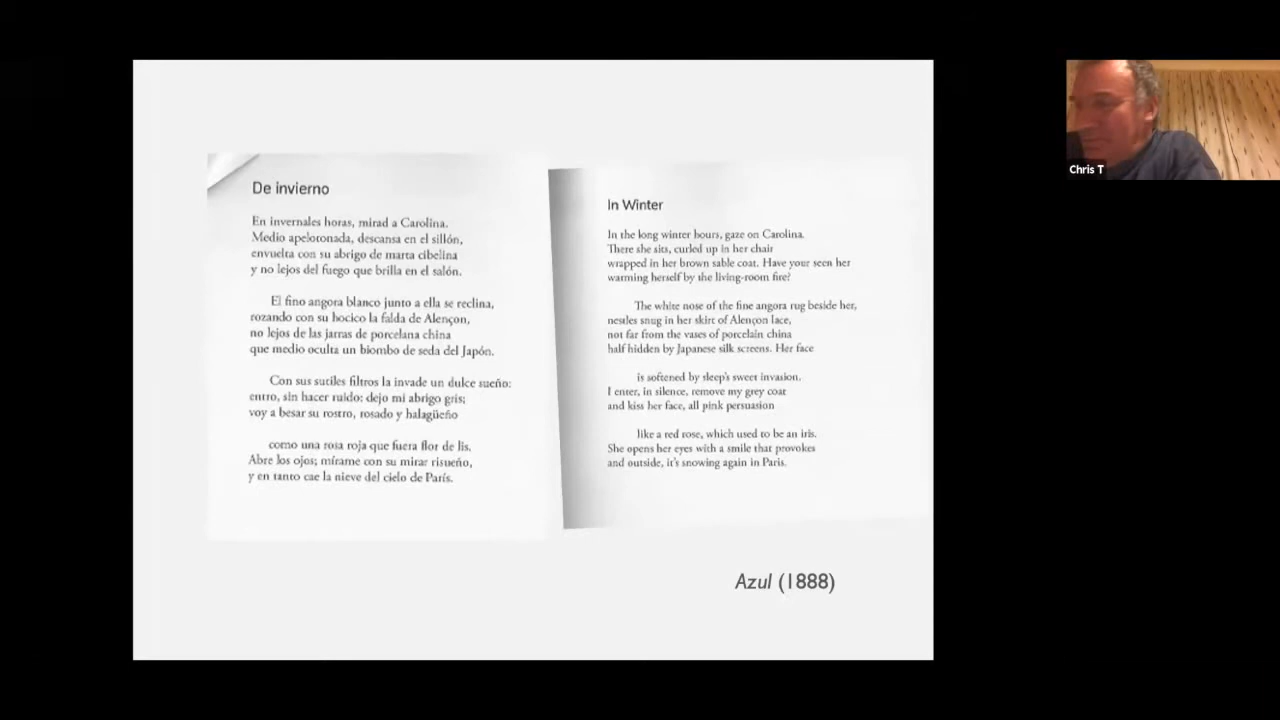 De invierno
En invernales horas, mirad a Carolina.
Medio apelotonada, descansa en el sillón,
envuelta con su abrigo de marta cibelina
y no lejos del fuego que brilla en el salón.
El fino angora blanco junto a ella se reclina,
rozando con su hocico la falda de Alençon,
no lejos de las jarras de porcelana china
que medio oculta un biombo de seda del Japón.
Con sus sutiles filtros la invade un dulce sueño:
entro, sin hacer ruido: dejo mi abrigo gris;
voy a besar su rostro, rosado y halagüeño
como una rosa roja que fuera flor de lis.
Abre los ojos; mírame con su mirar risueño,
y en tanto cae la nieve del cielo de París.
In Winter
In the long winter hours, gaze on Carolina.
There she sits, curled up in her chair
wrapped in her brown sable coat. Have your seen her
warming herself by the living-room fire?
The white nose of the fine angora rug beside her,
nestles snug in her skirt of Alençon lace,
not far from the vases of porcelain china
half hidden by Japanese silk screens. Her face
is softened by sleep's sweet invasion.
I enter, in silence, remove my grey coat
and kiss her face, all pink persuasion
like a red rose, which used to be an iris.
She opens her eyes with a smile that provokes
and outside, it's snowing again in Paris.
Azul (1888)
Chris T